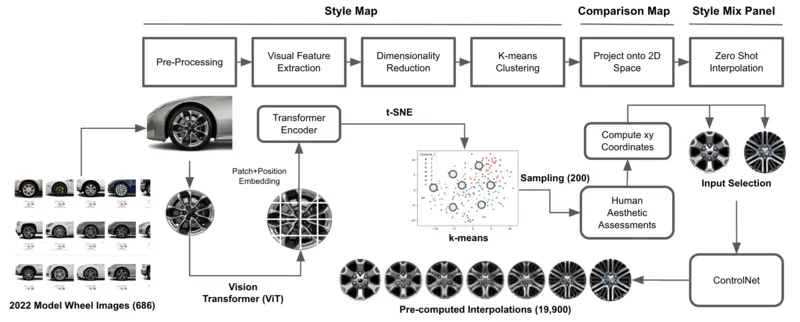 Style Map
Comparison Map
Style Mix Panel
Pre-Processing
Visual Feature
Extraction
Dimensionality
Reduction
K-means
Clustering
Project onto 2D
Space
Zero Shot
Interpolation
Transformer
Encoder
t-SNE
Compute xy
Coordinates
Patch+Position
Embedding
Sampling (200)
Input Selection
Human
Aesthetic
Assessments
k-means
Vision
Transformer (ViT)
ControlNet
2022 Model Wheel Images (686)
Pre-computed Interpolations (19,900)